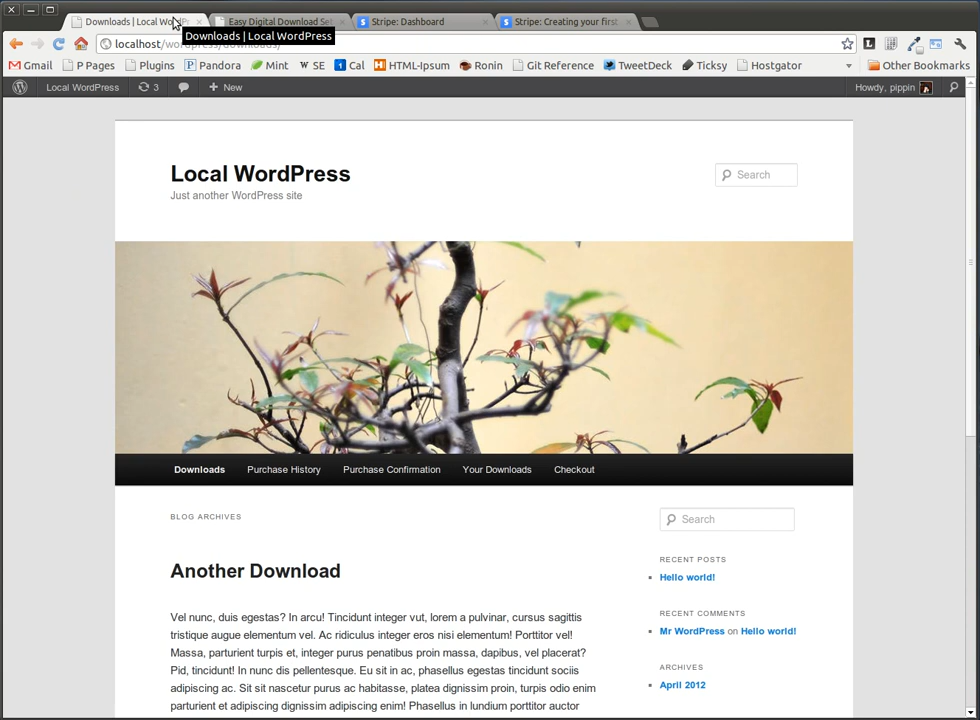 Downloads | Local WordP
Easy Digital Download Se
Stripe: Dashboard
Stripe: Creating your first
Downloads | Local WordPress
localhost/wordpress/downloads/
Gmail
P Pages
Plugins
Pandora
Mint
SE
Cal
HTML-Ipsum
Ronin
Git Reference
TweetDeck
Ticksy
Hostgator
Other Bookmarks
Local WordPress
3
New
Howdy, pippin
Local WordPress
Just another WordPress site
Search
Downloads
Purchase History
Purchase Confirmation
Your Downloads
Checkout
BLOG ARCHIVES
Another Download
Vel nunc, duis egestas? In arcu! Tincidunt integer vut, lorem a pulvinar, cursus sagittis
tristique augue elementum vel. Ac ridiculus integer eros nisi elementum! Porttitor vel!
Massa, parturient turpis et, integer purus penatibus proin massa, dapibus, vel placerat?
Pid, tincidunt! In nunc dis pellentesque. Eu sit in ac, phasellus egestas tincidunt sociis
adipiscing ac. Sit sit nascetur purus ac habitasse, platea dignissim proin, turpis odio enim
parturient et adipiscing dignissim adipiscing enim! Phasellus in lundium porttitor auctor
Search
RECENT POSTS
Hello world!
RECENT COMMENTS
Mr WordPress on Hello world!
ARCHIVES
April 2012